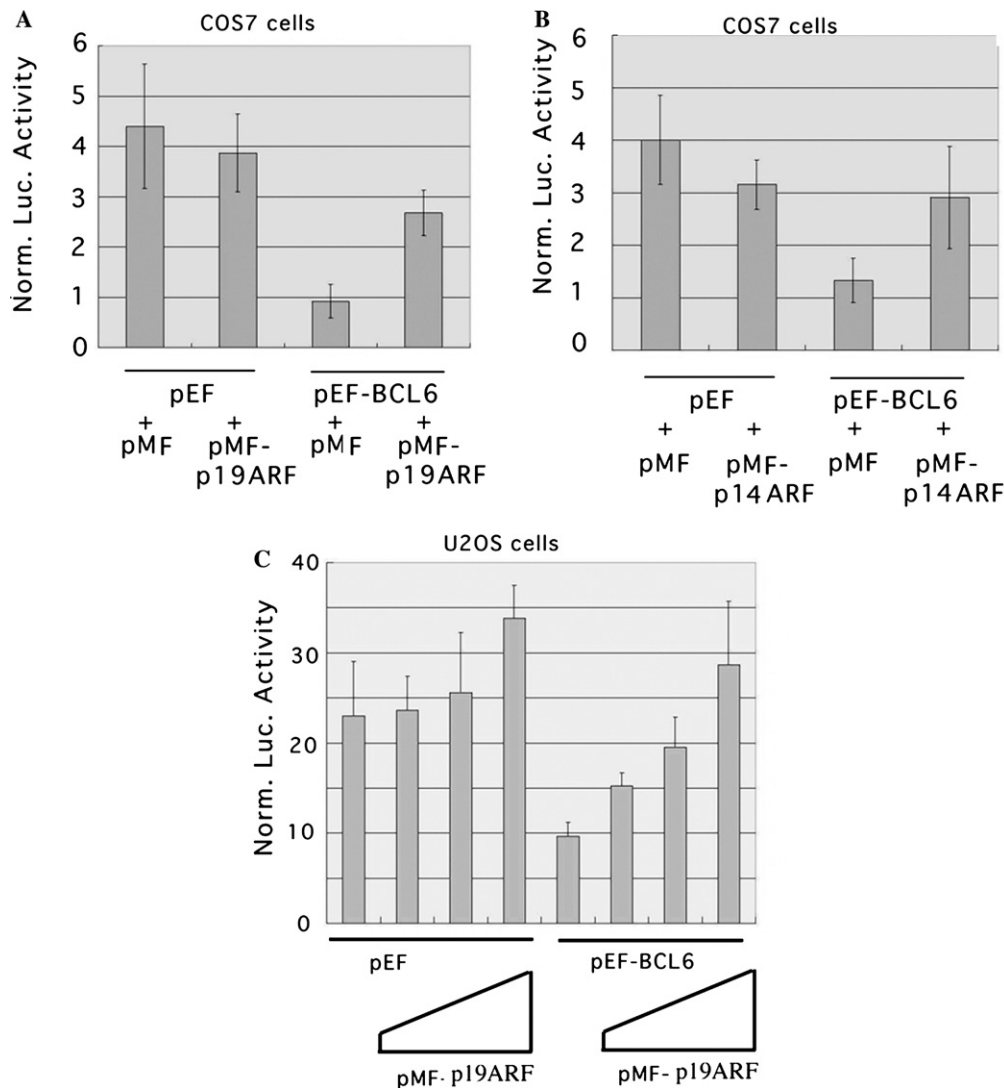 A
COS7 cells
Norm. Luc. Activity
6
5
4
3
2
1
0
pEF
pEF-BCL6
+ + + +
pMF pMF- pMF pMF-
p19ARF p19ARF
B
COS7 cells
Norm. Luc. Activity
6
5
4
3
2
1
0
pEF
pEF-BCL6
+ + + +
pMF pMF- pMF pMF-
p14ARF p14ARF
C
U2OS cells
Norm. Luc. Activity
40
30
20
10
0
pEF
pEF-BCL6
pMF- p19ARF
pMF- p19ARF